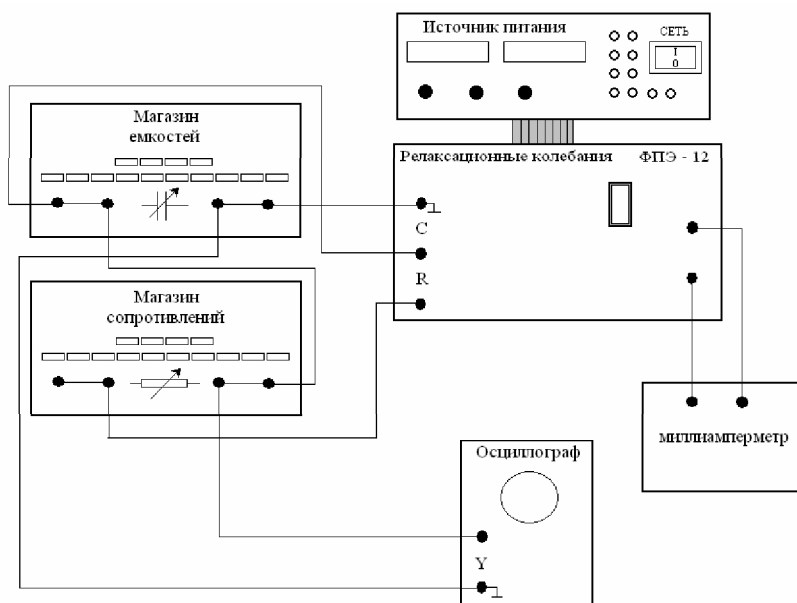 Источник питания
СЕТЬ
I
0
Магазин
емкостей
Релаксационные колебания ФПЭ - 12
C
R
Магазин
сопротивлений
миллиамперметр
Осциллограф
Y